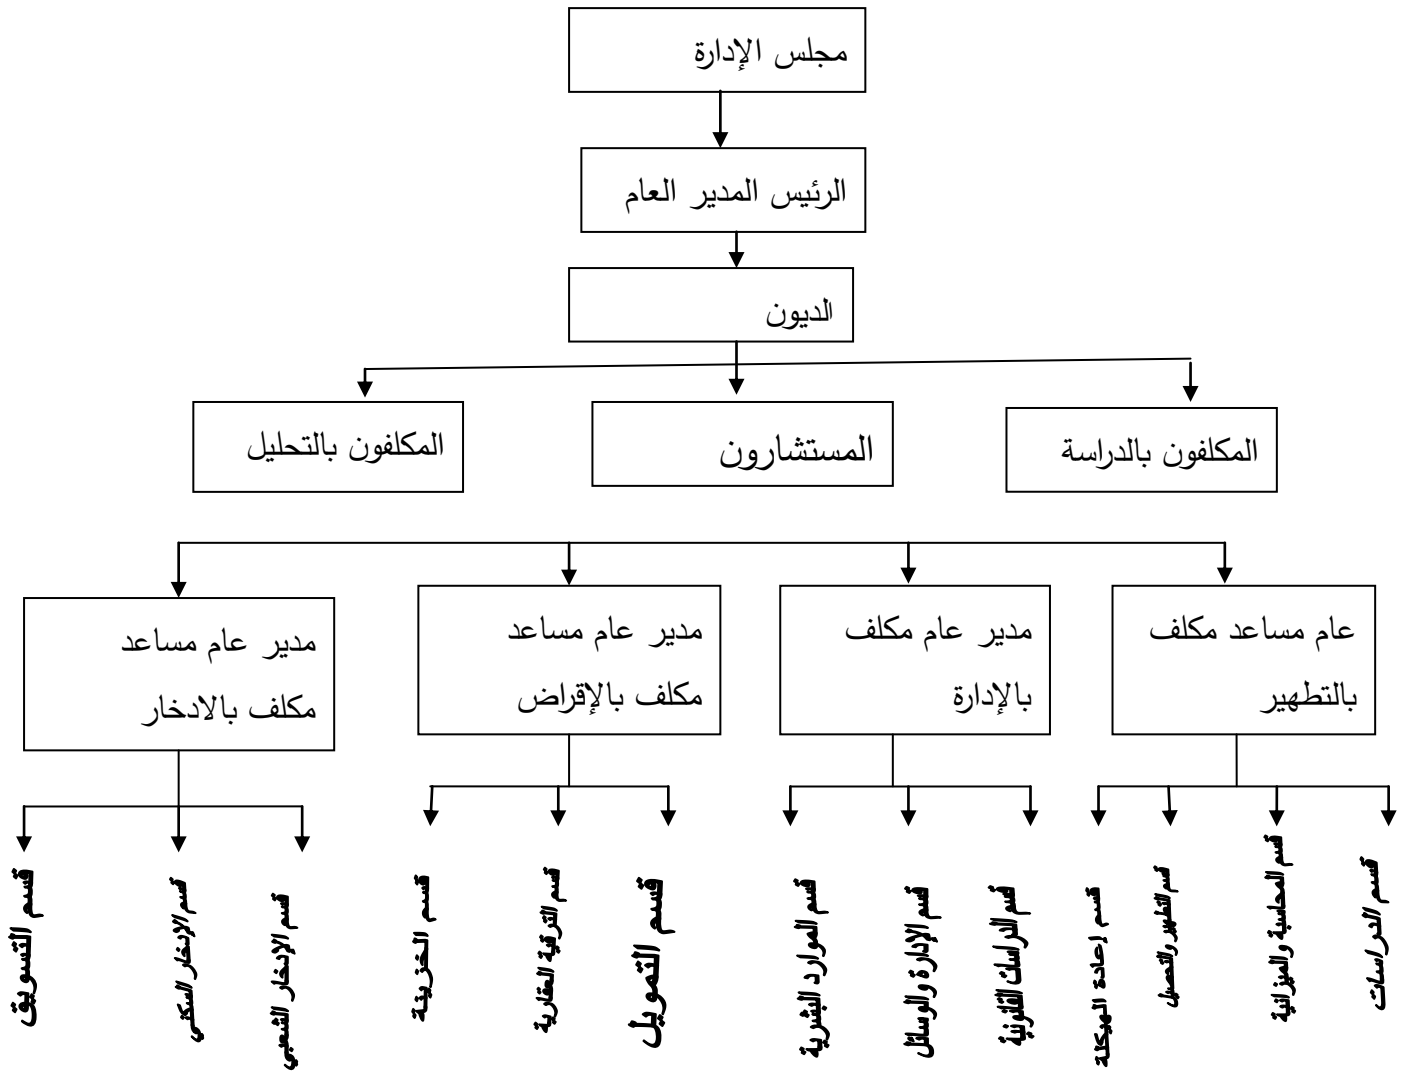 مجلس الإدارة
الرئيس المدير العام
الديون
المكلفون بالدراسة
المستشارون
المكلفون بالتحليل
عام مساعد مكلف
بالتطهير
مدير عام مكلف
بالإدارة
مدير عام مساعد
مكلف بالإقراض
مدير عام مساعد
مكلف بالادخار
قسم الدراسات
قسم المحاسبة والميزانية
قسم التطهير والتحصيل
قسم إعادة الهيكلة
قسم الدراسات القانونية
قسم الإدارة والوسائل
قسم الموارد البشرية
قسم التمويل
قسم الترقية العقارية
قسم الخزينة
قسم الإدخار الشعبي
قسم الإدخار السكني
قسم التسويق